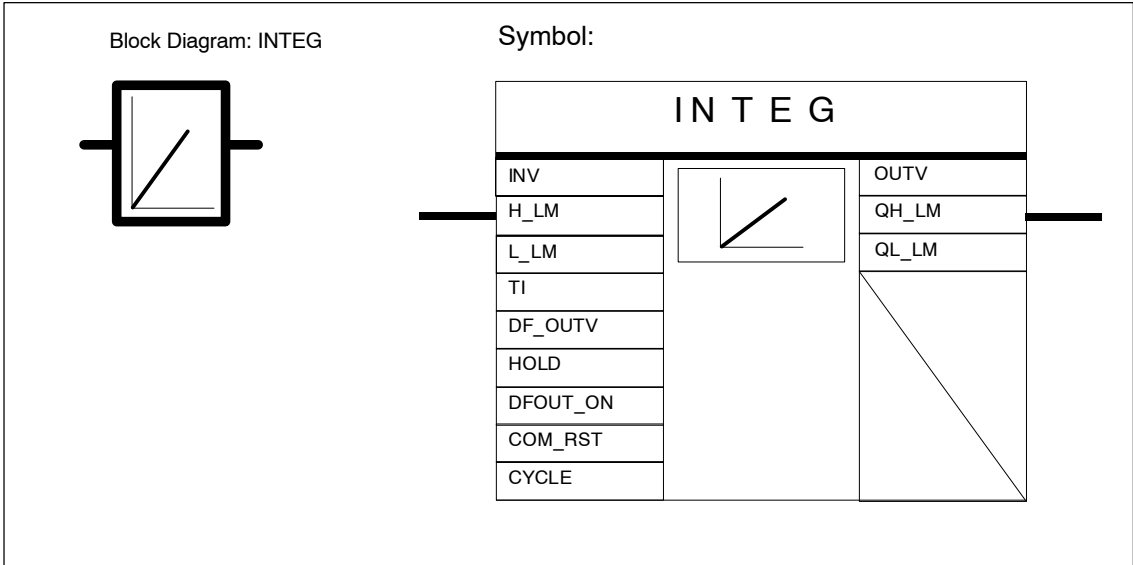 Block Diagram: INTEG
Symbol:
INTEG
INV
H_LM
L_LM
TI
DF_OUTV
HOLD
DFOUT_ON
COM_RST
CYCLE
OUTV
QH_LM
QL_LM